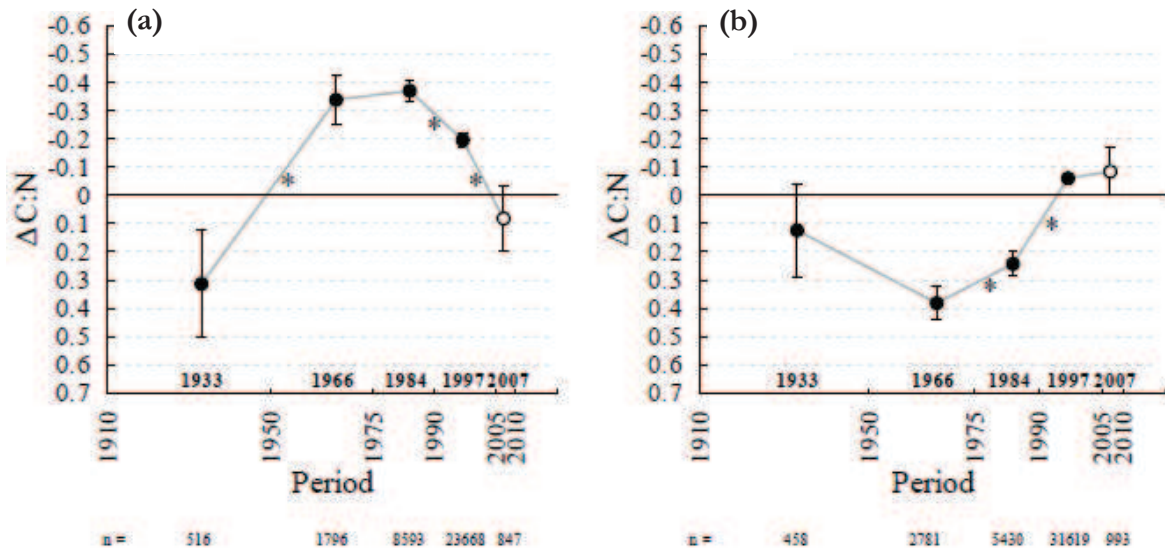 (a)
-0.6
-0.5
-0.4
-0.3
-0.2
-0.1
0
0.1
0.2
0.3
0.4
0.5
0.6
0.7
ΔC:N
*
*
*
1933 1966 1984 1997 2007
1910 1950 1975 1990 2005 2010
Period
n = 516 1796 8593 23668 847
(b)
-0.6
-0.5
-0.4
-0.3
-0.2
-0.1
0
0.1
0.2
0.3
0.4
0.5
0.6
0.7
ΔC:N
*
*
1933 1966 1984 1997 2007
1910 1950 1975 1990 2005 2010
Period
n = 458 2781 5430 31619 993